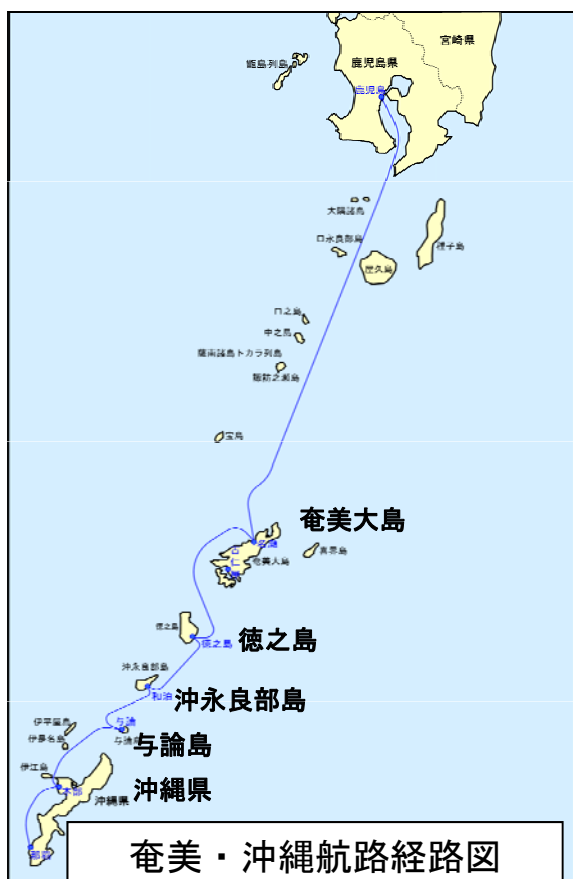 宮崎県
鹿児島県
甑島列島
鹿児島
大隅諸島
口永良部島
種子島
屋久島
口之島
中之島
薩南諸島トカラ列島
諏訪之瀬島
宝島
奄美大島
名瀬
古仁屋
奄美大島
喜界島
徳之島
徳之島
徳之島
沖永良部島
和泊
沖永良部島
与論
与論島
与論島
伊平屋島
伊是名島
伊江島
本部
沖縄県
沖縄県
那覇
奄美・沖縄航路経路図